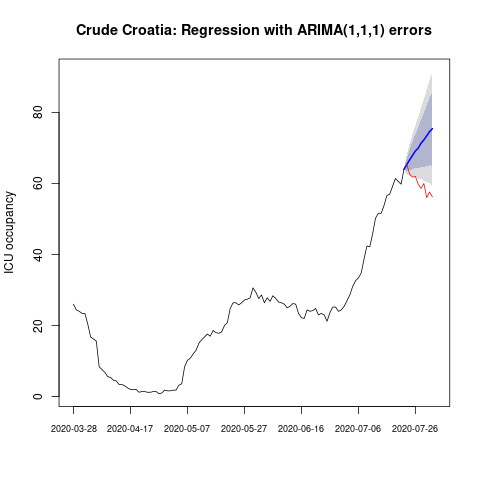 Crude Croatia: Regression with ARIMA(1,1,1) errors
ICU occupancy
80
60
40
20
0
2020-03-28 2020-04-17 2020-05-07 2020-05-27 2020-06-16 2020-07-06 2020-07-26